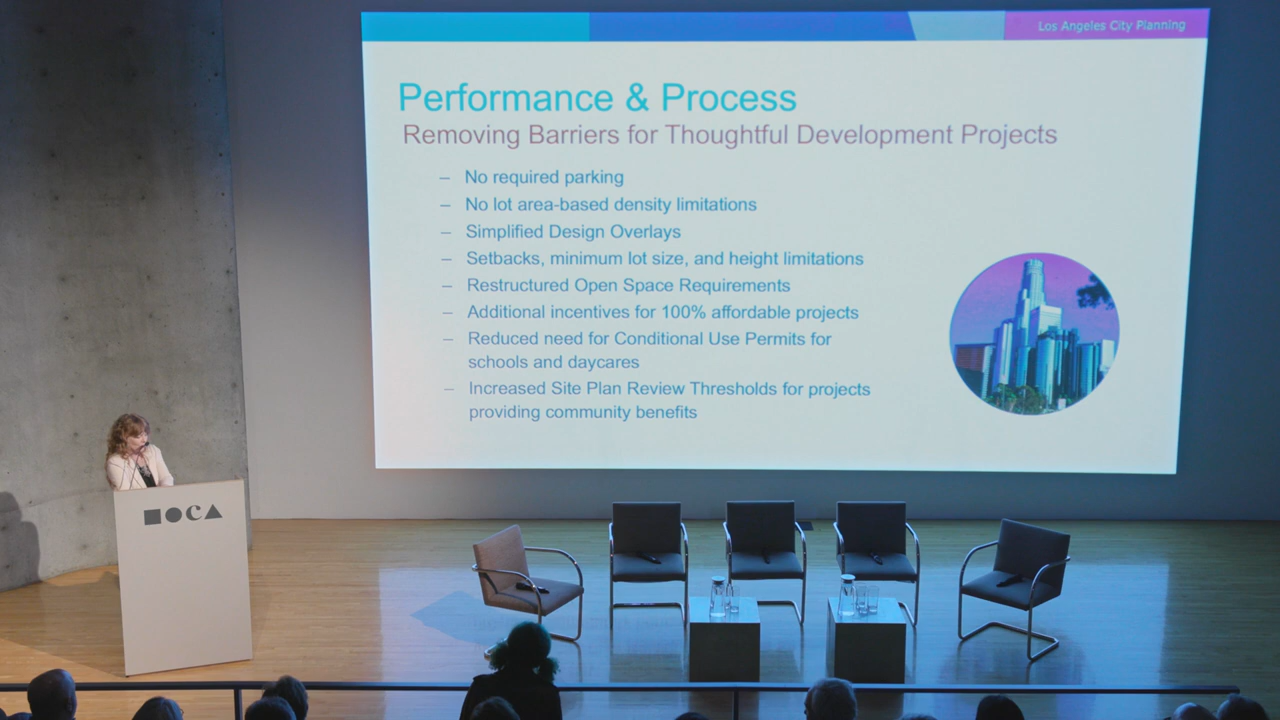 Los Angeles City Planning
Performance & Process
Removing Barriers for Thoughtful Development Projects
– No required parking
– No lot area-based density limitations
– Simplified Design Overlays
– Setbacks, minimum lot size, and height limitations
– Restructured Open Space Requirements
– Additional incentives for 100% affordable projects
– Reduced need for Conditional Use Permits for
schools and daycares
– Increased Site Plan Review Thresholds for projects
providing community benefits
MOCA